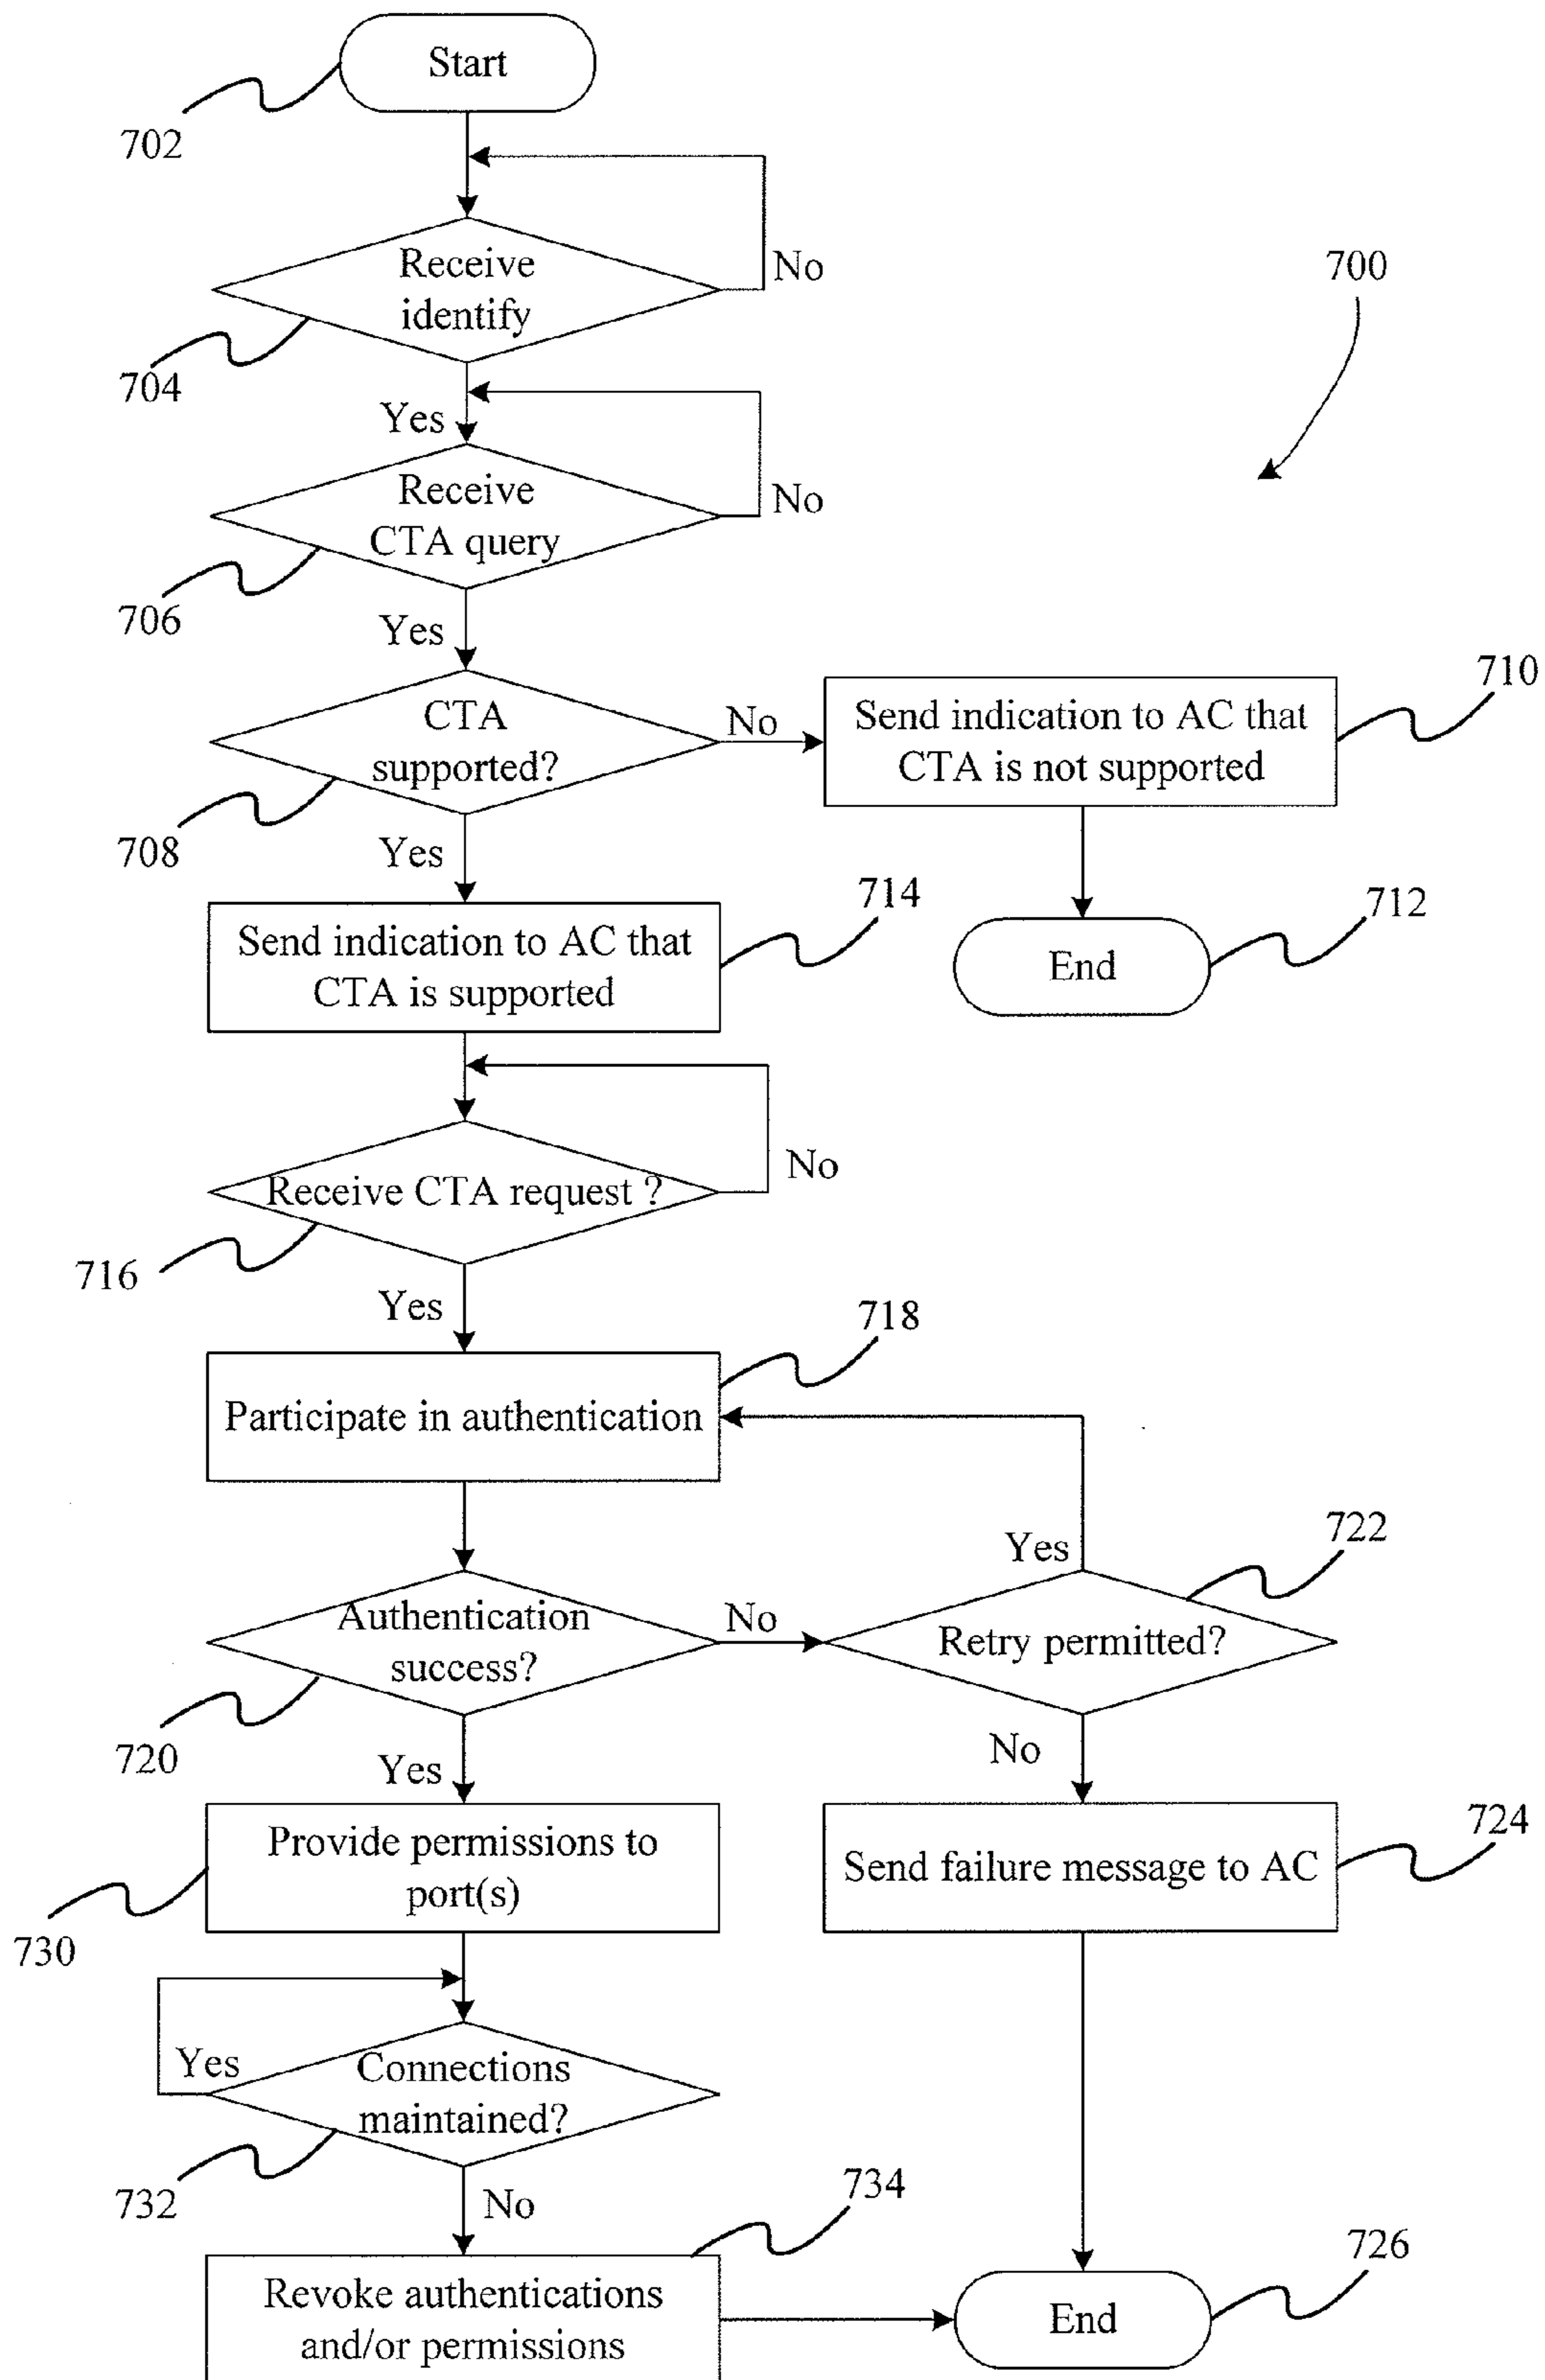 Start
702
Receive
identify
No
700
704
Yes
Receive
CTA query
No
706
Yes
CTA
supported?
No
Send indication to AC that
CTA is not supported
710
708
Yes
714
Send indication to AC that
CTA is supported
End
712
Receive CTA request ?
No
716
Yes
718
Participate in authentication
722
Yes
Authentication
success?
No
Retry permitted?
720
Yes
No
Provide permissions to
port(s)
724
Send failure message to AC
730
Yes
Connections
maintained?
732
No
734
726
Revoke authentications
and/or permissions
End